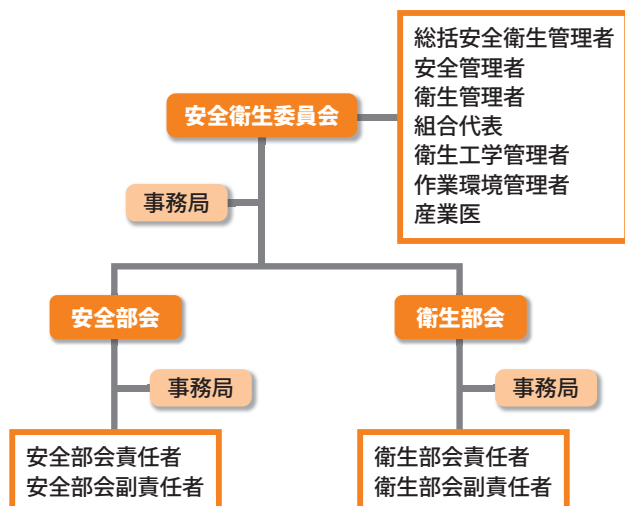 総括安全衛生管理者
安全管理者
衛生管理者
組合代表
衛生工学管理者
作業環境管理者
産業医
安全衛生委員会
事務局
安全部会
衛生部会
事務局
事務局
安全部会責任者
安全部会副責任者
衛生部会責任者
衛生部会副責任者